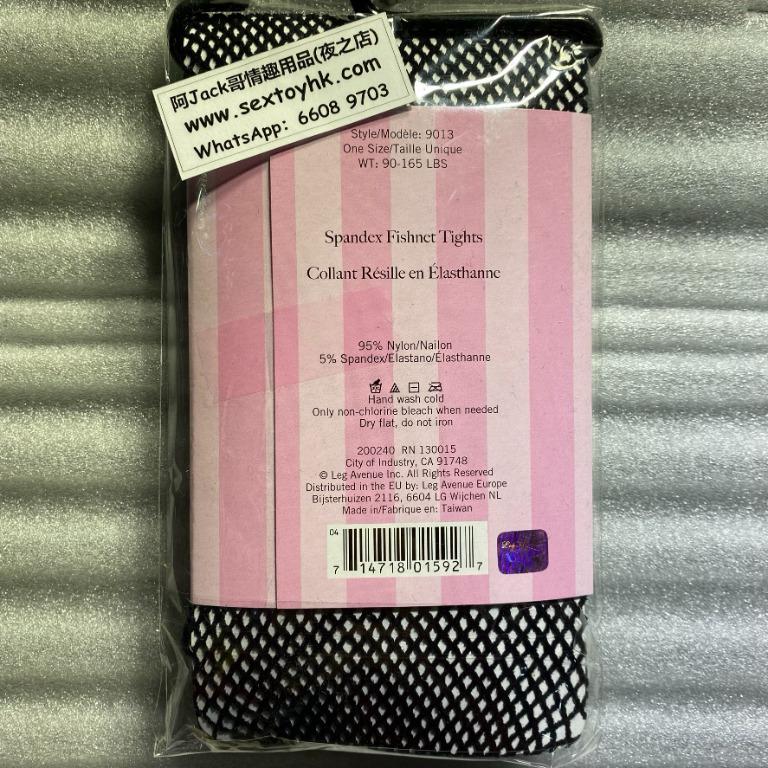 阿Jack哥情趣用品(夜之店)
www.sextoyhk.com
WhatsApp: 6608 9703
Style/Modèle: 9013
One Size/Taille Unique
WT: 90-165 LBS
Spandex Fishnet Tights
Collant Résille en Élasthanne
95% Nylon/Nailon
5% Spandex/Elastano/Élasthanne
Hand wash cold
Only non-chlorine bleach when needed
Dry flat, do not iron
200240 RN 130015
City of Industry, CA 91748
© Leg Avenue Inc. All Rights Reserved
Distributed in the EU by: Leg Avenue Europe
Bijsterhuizen 2116, 6604 LG Wijchen NL
Made in/Fabrique en: Taiwan
04
7 14718 01592 7